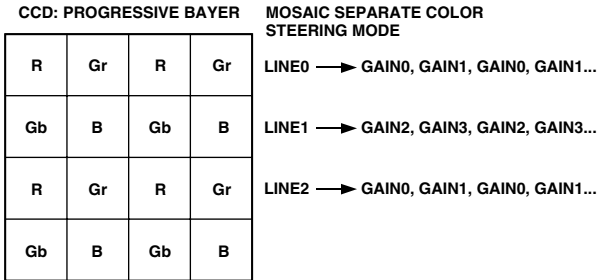 CCD: PROGRESSIVE BAYER
MOSAIC SEPARATE COLOR
STEERING MODE
R Gr R Gr
LINE0 GAIN0, GAIN1, GAIN0, GAIN1...
Gb B Gb B
LINE1 GAIN2, GAIN3, GAIN2, GAIN3...
R Gr R Gr
LINE2 GAIN0, GAIN1, GAIN0, GAIN1...
Gb B Gb B